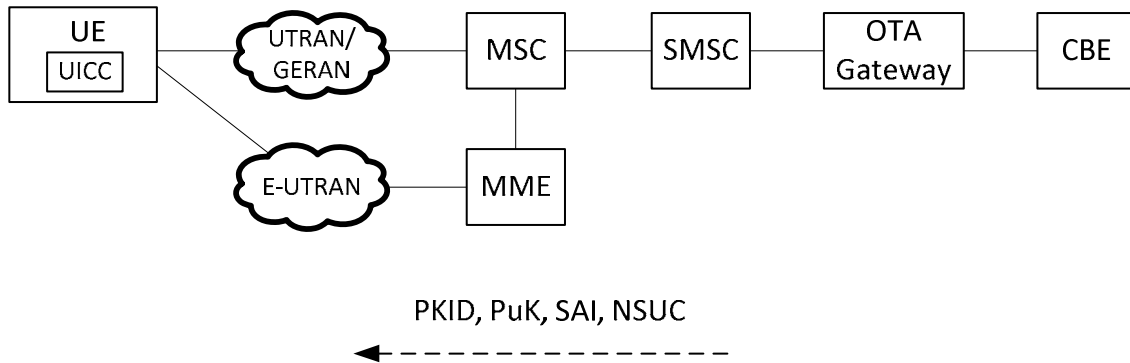 UE
UICC
UTRAN/
GERAN
MSC
SMSC
OTA
Gateway
CBE
E-UTRAN
MME
PKID, PuK, SAI, NSUC